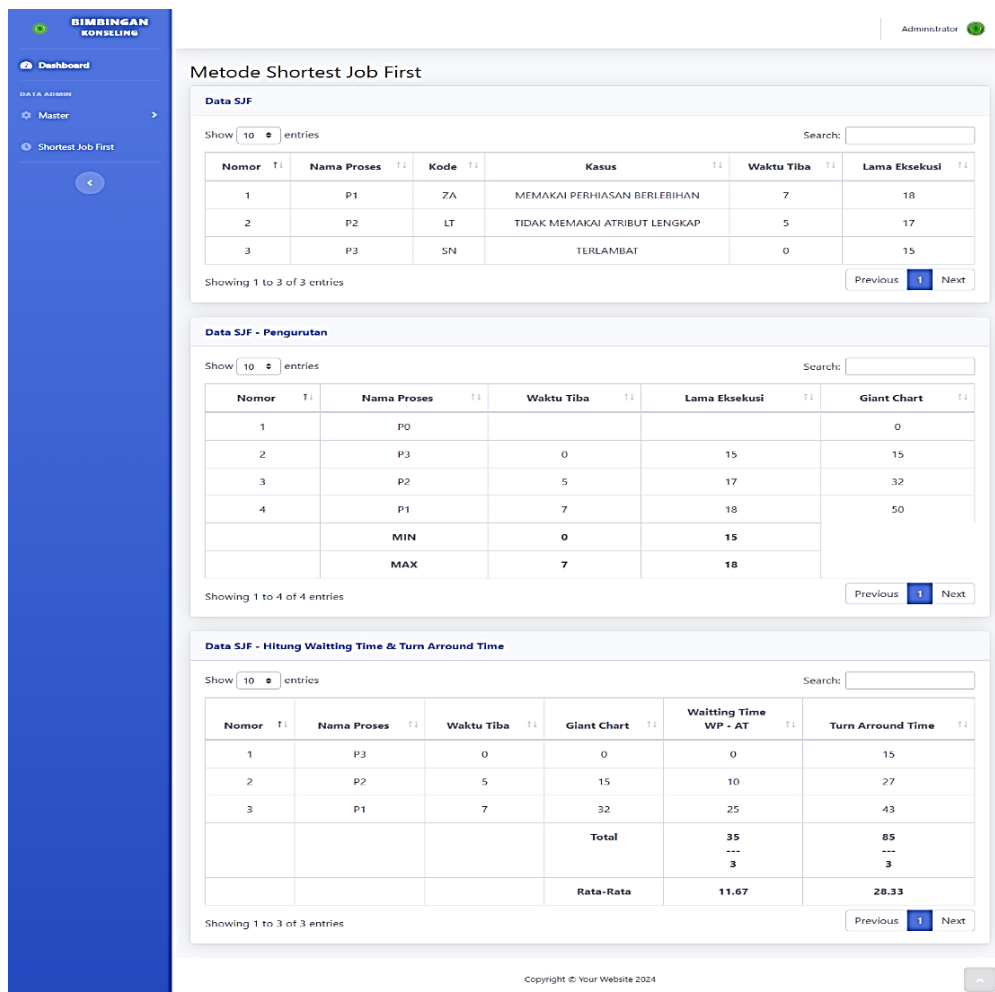 BIMBINGAN
KONSELING
Administrator
Dashboard
DATA ADMIN
Master
Shortest Job First
Metode Shortest Job First
Data SJF
Show 10 entries Search:
Nomor Nama Proses Kode Kasus Waktu Tiba Lama Eksekusi
1 P1 ZA MEMAKAI PERHIASAN BERLEBIHAN 7 18
2 P2 LT TIDAK MEMAKAI ATRIBUT LENGKAP 5 17
3 P3 SN TERLAMBAT 0 15
Showing 1 to 3 of 3 entries Previous 1 Next
Data SJF - Pengurutan
Show 10 entries Search:
Nomor Nama Proses Waktu Tiba Lama Eksekusi Giant Chart
1 P0 0
2 P3 0 15 15
3 P2 5 17 32
4 P1 7 18 50
MIN 0 15
MAX 7 18
Showing 1 to 4 of 4 entries Previous 1 Next
Data SJF - Hitung Waitting Time & Turn Arround Time
Show 10 entries Search:
Nomor Nama Proses Waktu Tiba Giant Chart Waitting Time WP - AT Turn Arround Time
1 P3 0 0 0 15
2 P2 5 15 10 27
3 P1 7 32 25 43
Total 35 85
--- ---
3 3
Rata-Rata 11.67 28.33
Showing 1 to 3 of 3 entries Previous 1 Next
Copyright © Your Website 2024